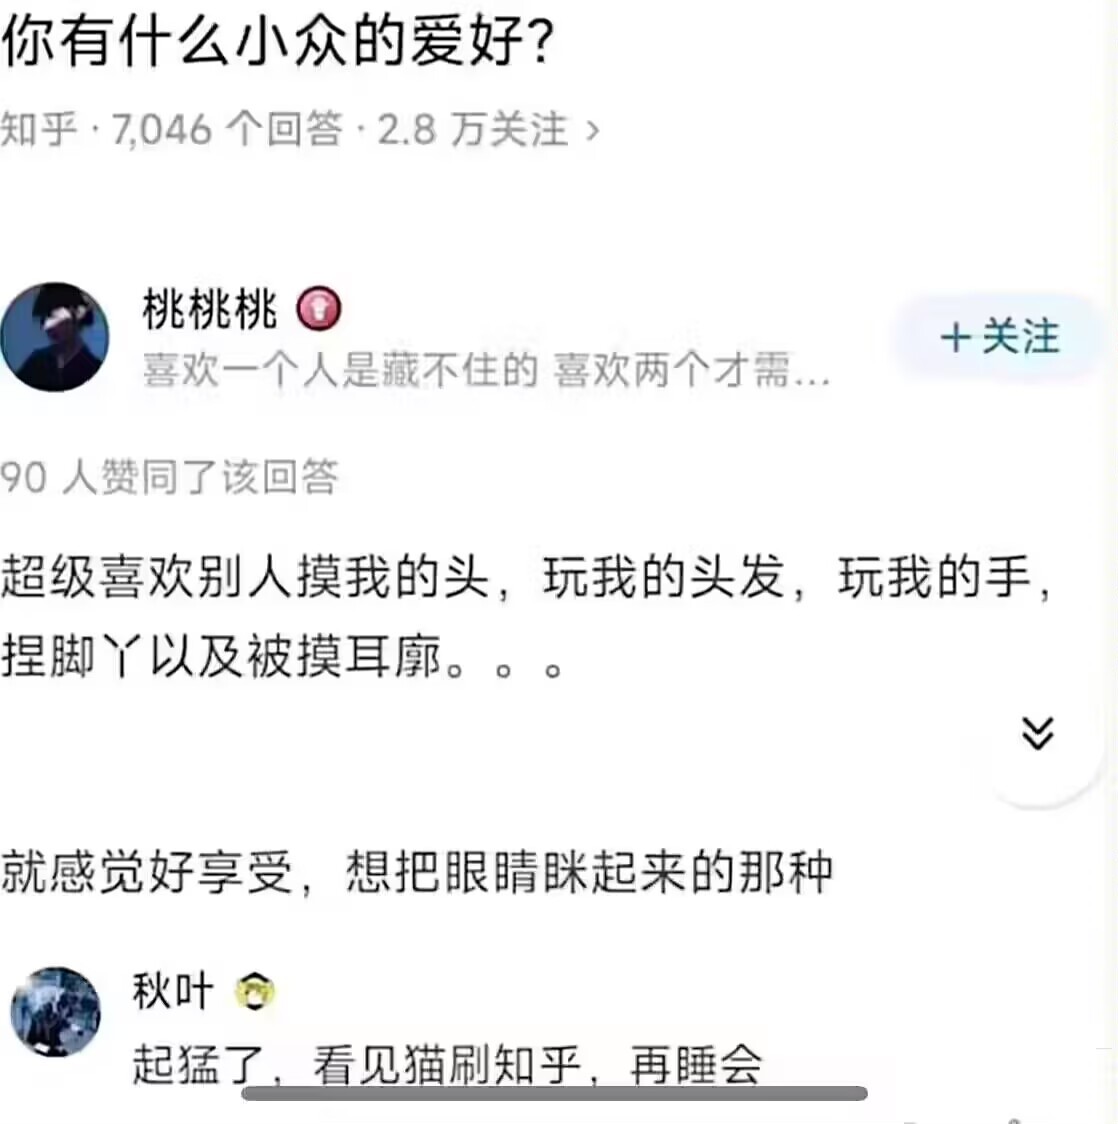 你有什么小众的爱好?
知乎 · 7,046 个回答 · 2.8 万关注 >
桃桃桃
喜欢一个人是藏不住的 喜欢两个才需...
+关注
90 人赞同了该回答
超级喜欢别人摸我的头，玩我的头发，玩我的手，
捏脚丫以及被摸耳廓。。。
就感觉好享受，想把眼睛眯起来的那种
秋叶
起猛了，看见猫刷知乎，再睡会